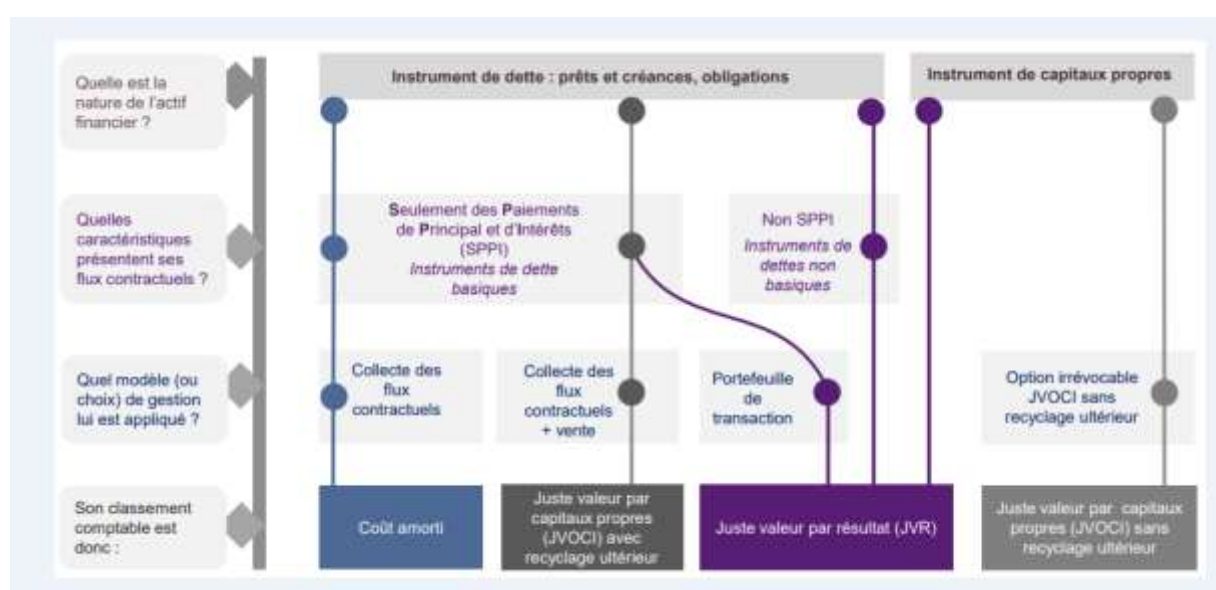 Quelle est la
nature de l'actif
financier ?
Instrument de dette : prêts et créances, obligations
Instrument de capitaux propres
Quelles
caractéristiques
présentent ses
flux contractuels ?
Seulement des Paiements
de Principal et d'Intérêts
(SPPI)
Instruments de dette
basiques
Non SPPI
Instruments de
dettes non
basiques
Quel modèle (ou
choix) de gestion
lui est appliqué ?
Collecte des
flux
contractuels
Collecte des
flux
contractuels
+ vente
Portefeuille
de
transaction
Option irrévocable
JVOCI sans
recyclage ultérieur
Son classement
comptable est
donc :
Coût amorti
Juste valeur par
capitaux propres
(JVOCI) avec
recyclage ultérieur
Juste valeur par résultat (JVR)
Juste valeur par capitaux
propres (JVOCI) sans
recyclage ultérieur